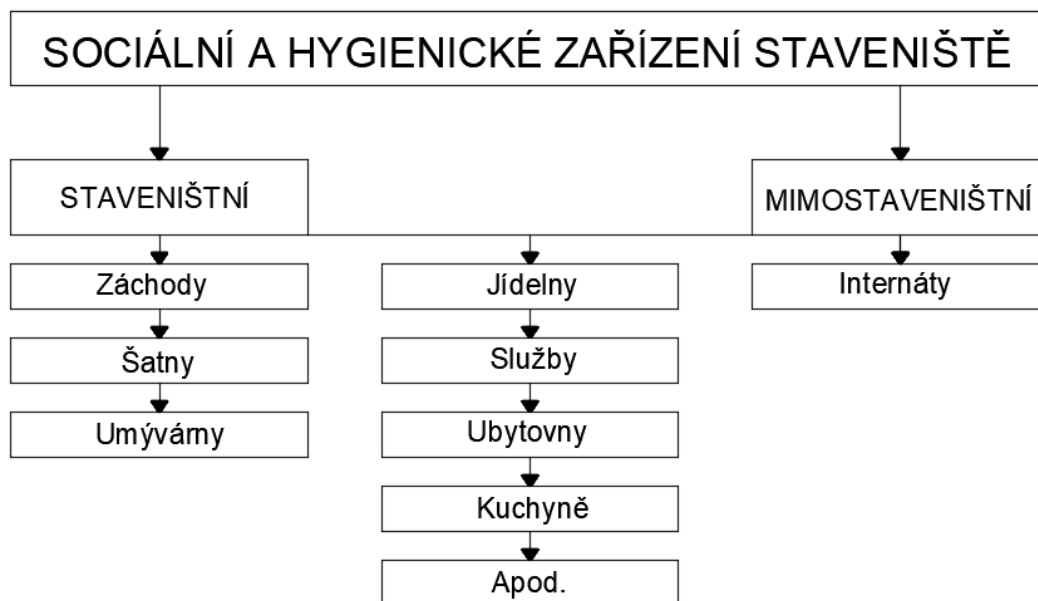 SOCIÁLNÍ A HYGIENICKÉ ZAŘÍZENÍ STAVENIŠTĚ
STAVENIŠTNÍ
MIMOSTAVENIŠTNÍ
Záchody
Jídelny
Internáty
Šatny
Služby
Umývárny
Ubytovny
Kuchyně
Apod.